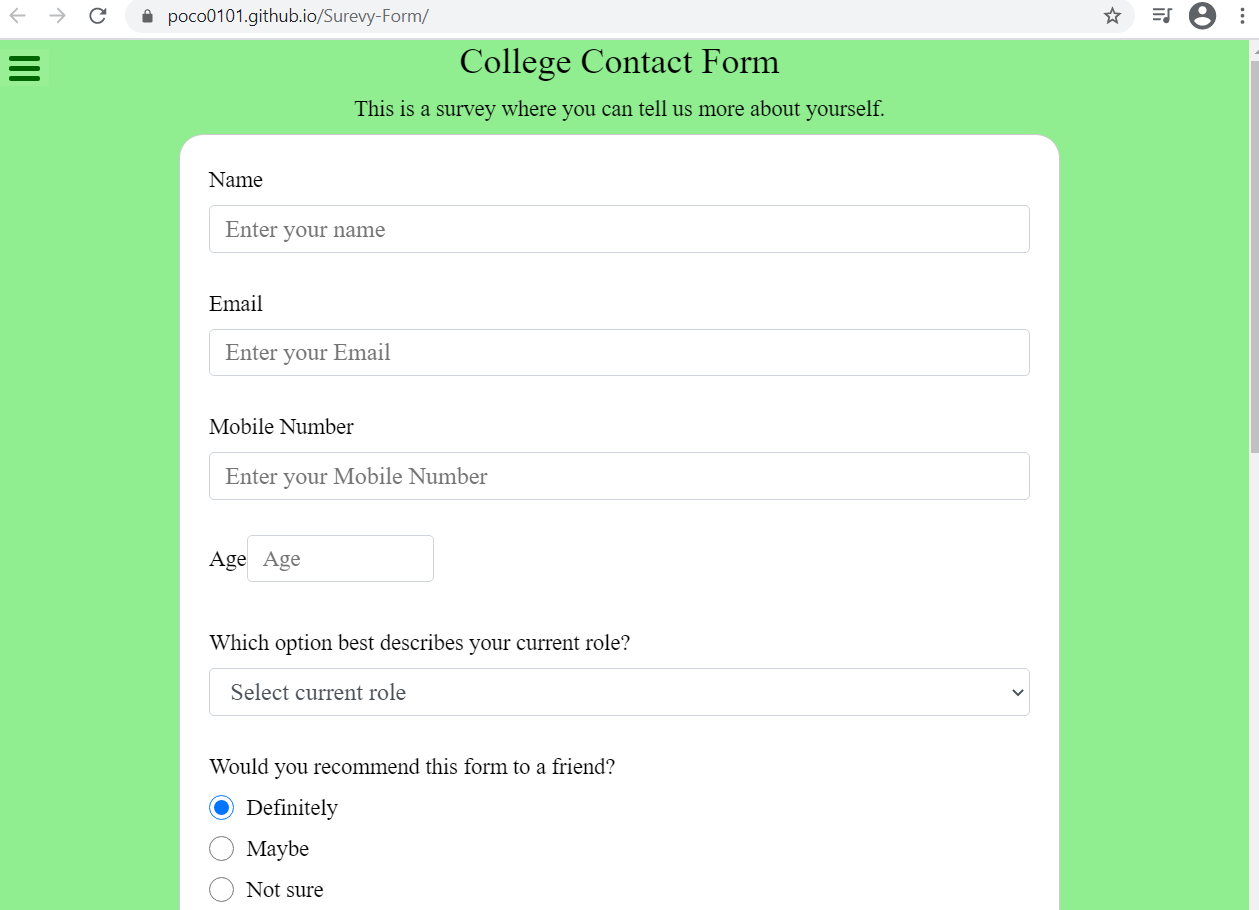 poco0101.github.io/Surevy-Form/
College Contact Form
This is a survey where you can tell us more about yourself.
Name
Enter your name
Email
Enter your Email
Mobile Number
Enter your Mobile Number
Age Age
Which option best describes your current role?
Select current role
Would you recommend this form to a friend?
Definitely
Maybe
Not sure